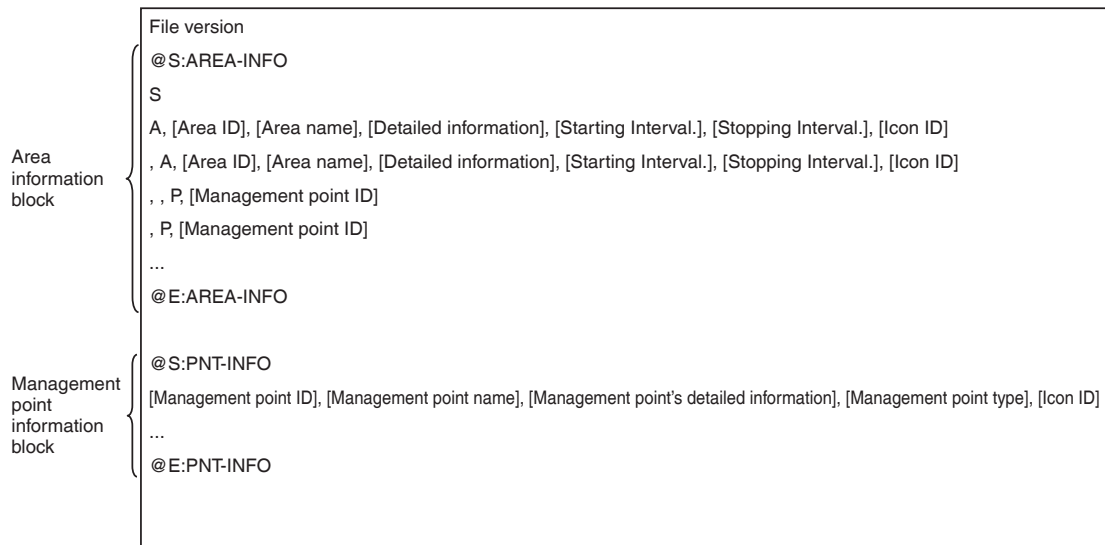 File version
@S:AREA-INFO
S
A, [Area ID], [Area name], [Detailed information], [Starting Interval.], [Stopping Interval.], [Icon ID]
, A, [Area ID], [Area name], [Detailed information], [Starting Interval.], [Stopping Interval.], [Icon ID]
, , P, [Management point ID]
, P, [Management point ID]
...
@E:AREA-INFO
Area
information
block
@S:PNT-INFO
[Management point ID], [Management point name], [Management point’s detailed information], [Management point type], [Icon ID]
...
@E:PNT-INFO
Management
point
information
block